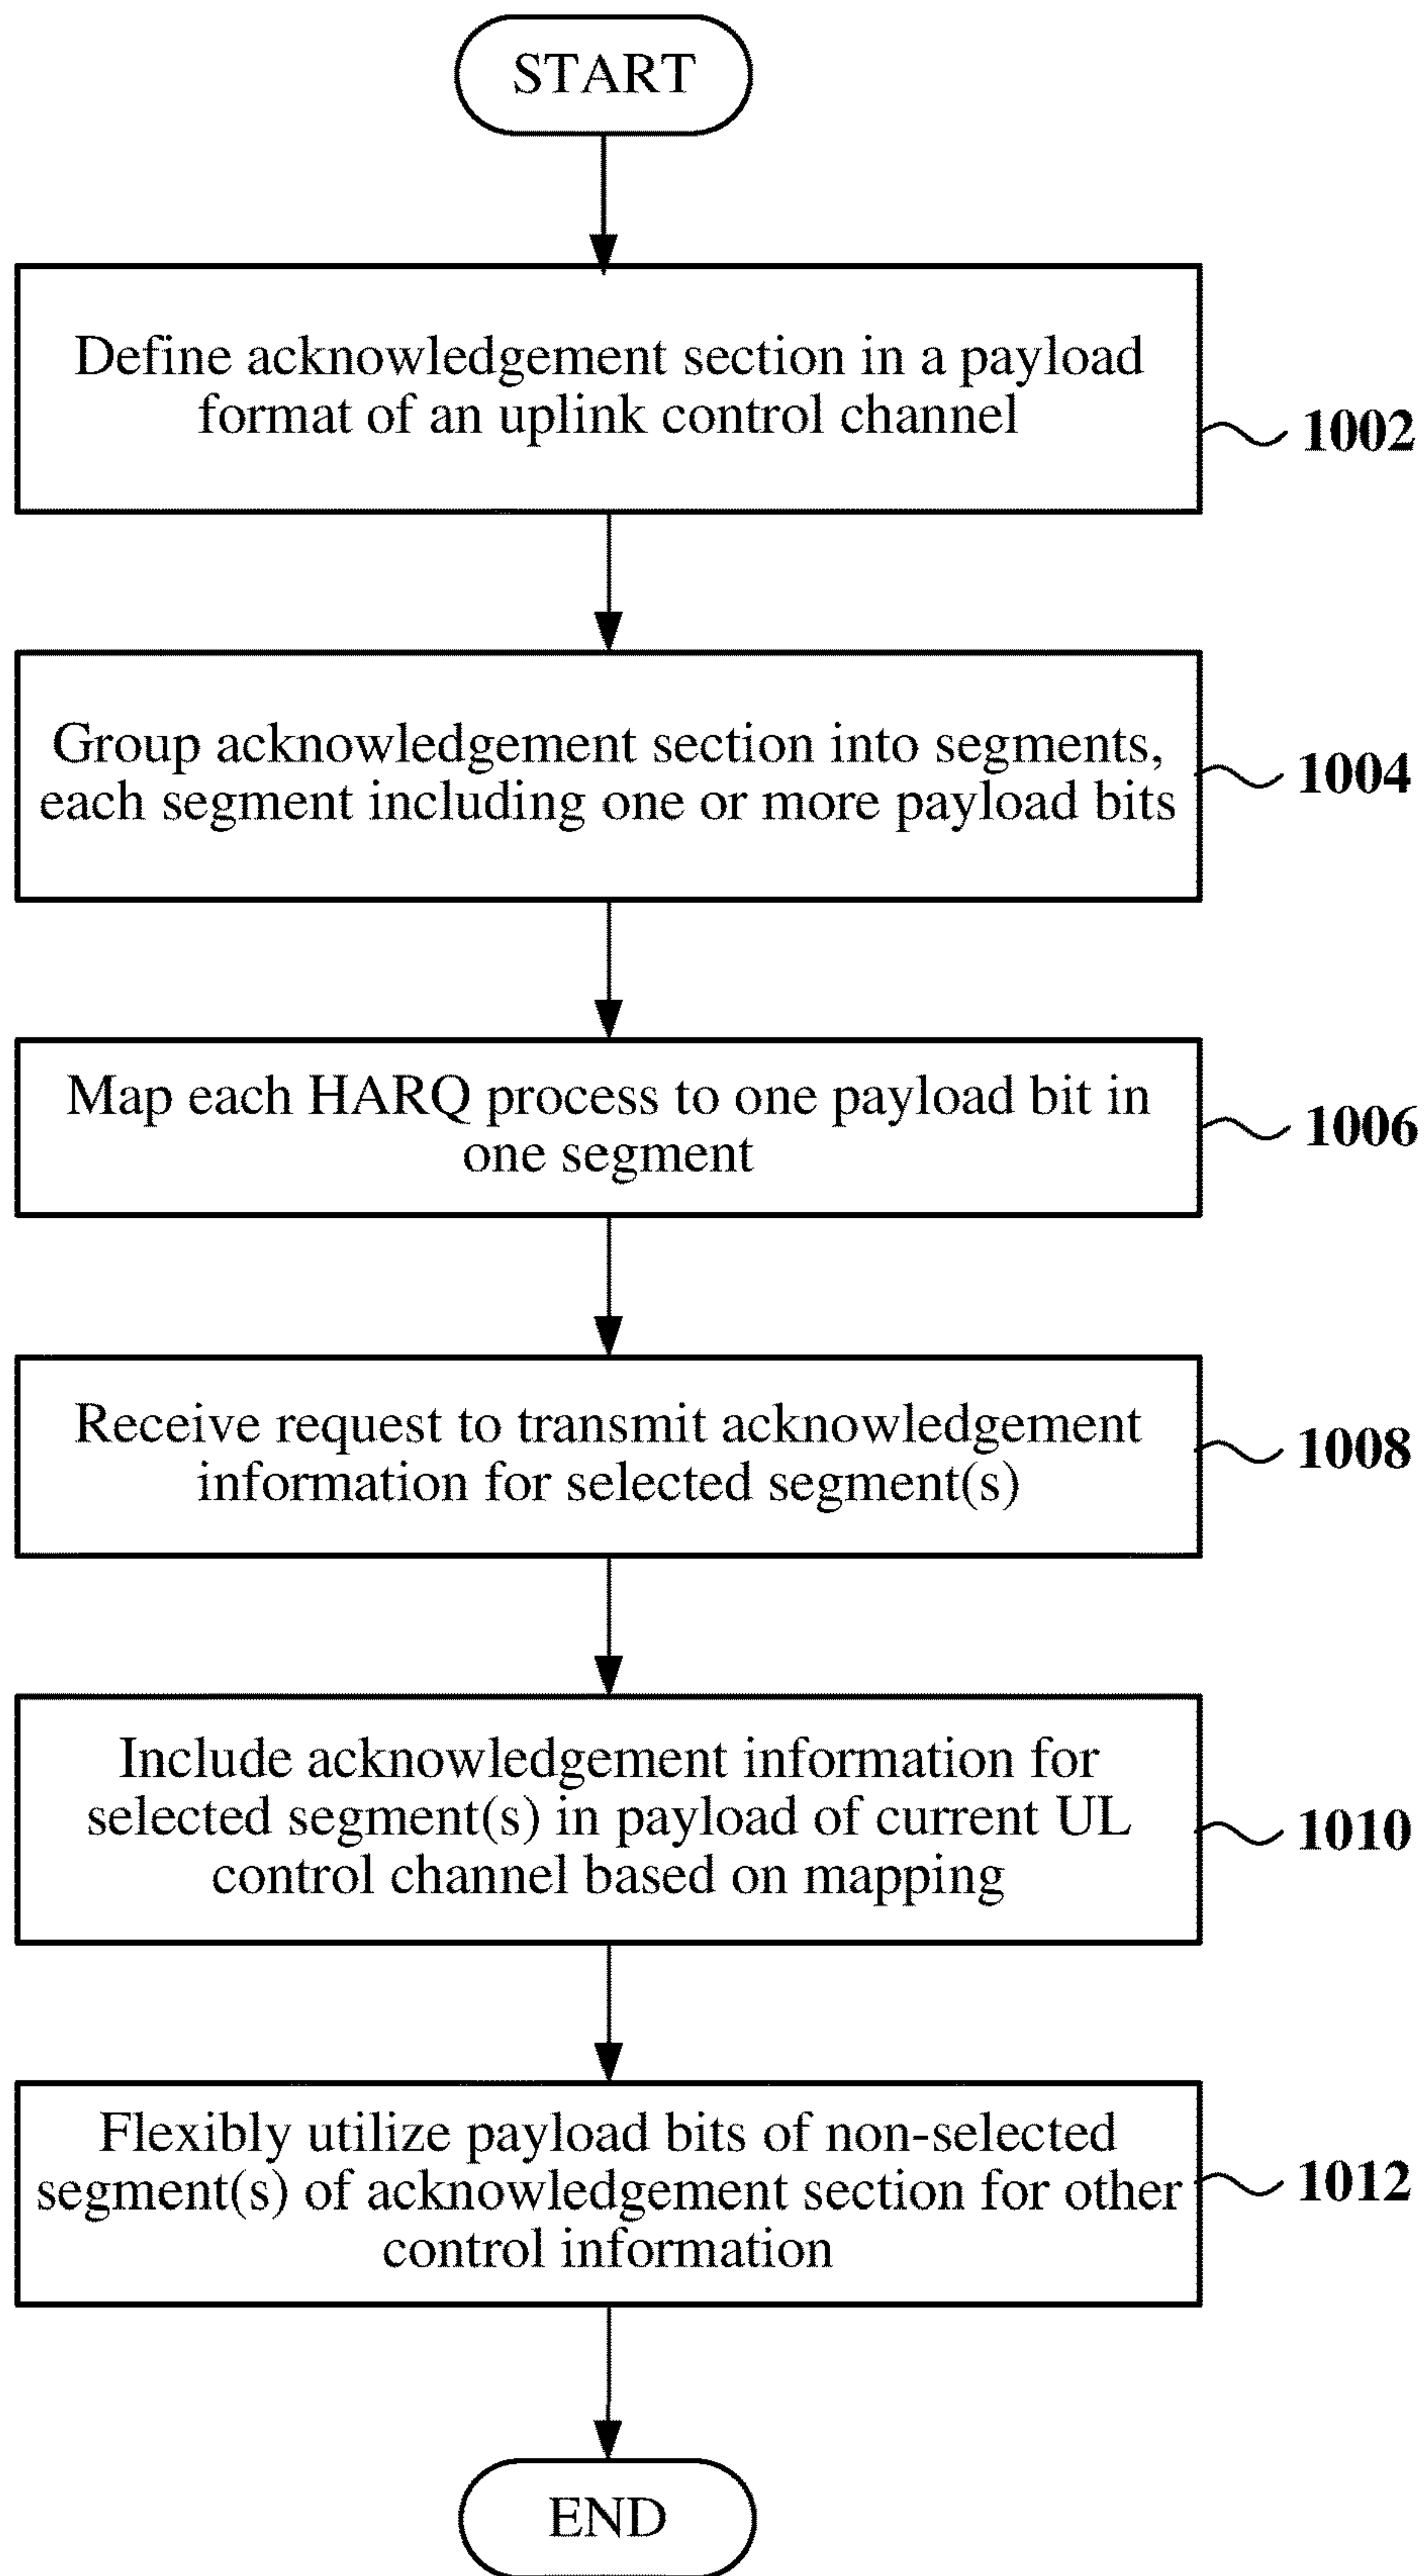 START
Define acknowledgement section in a payload
format of an uplink control channel
1002
Group acknowledgement section into segments,
each segment including one or more payload bits
1004
Map each HARQ process to one payload bit in
one segment
1006
Receive request to transmit acknowledgement
information for selected segment(s)
1008
Include acknowledgement information for
selected segment(s) in payload of current UL
control channel based on mapping
1010
Flexibly utilize payload bits of non-selected
segment(s) of acknowledgement section for other
control information
1012
END